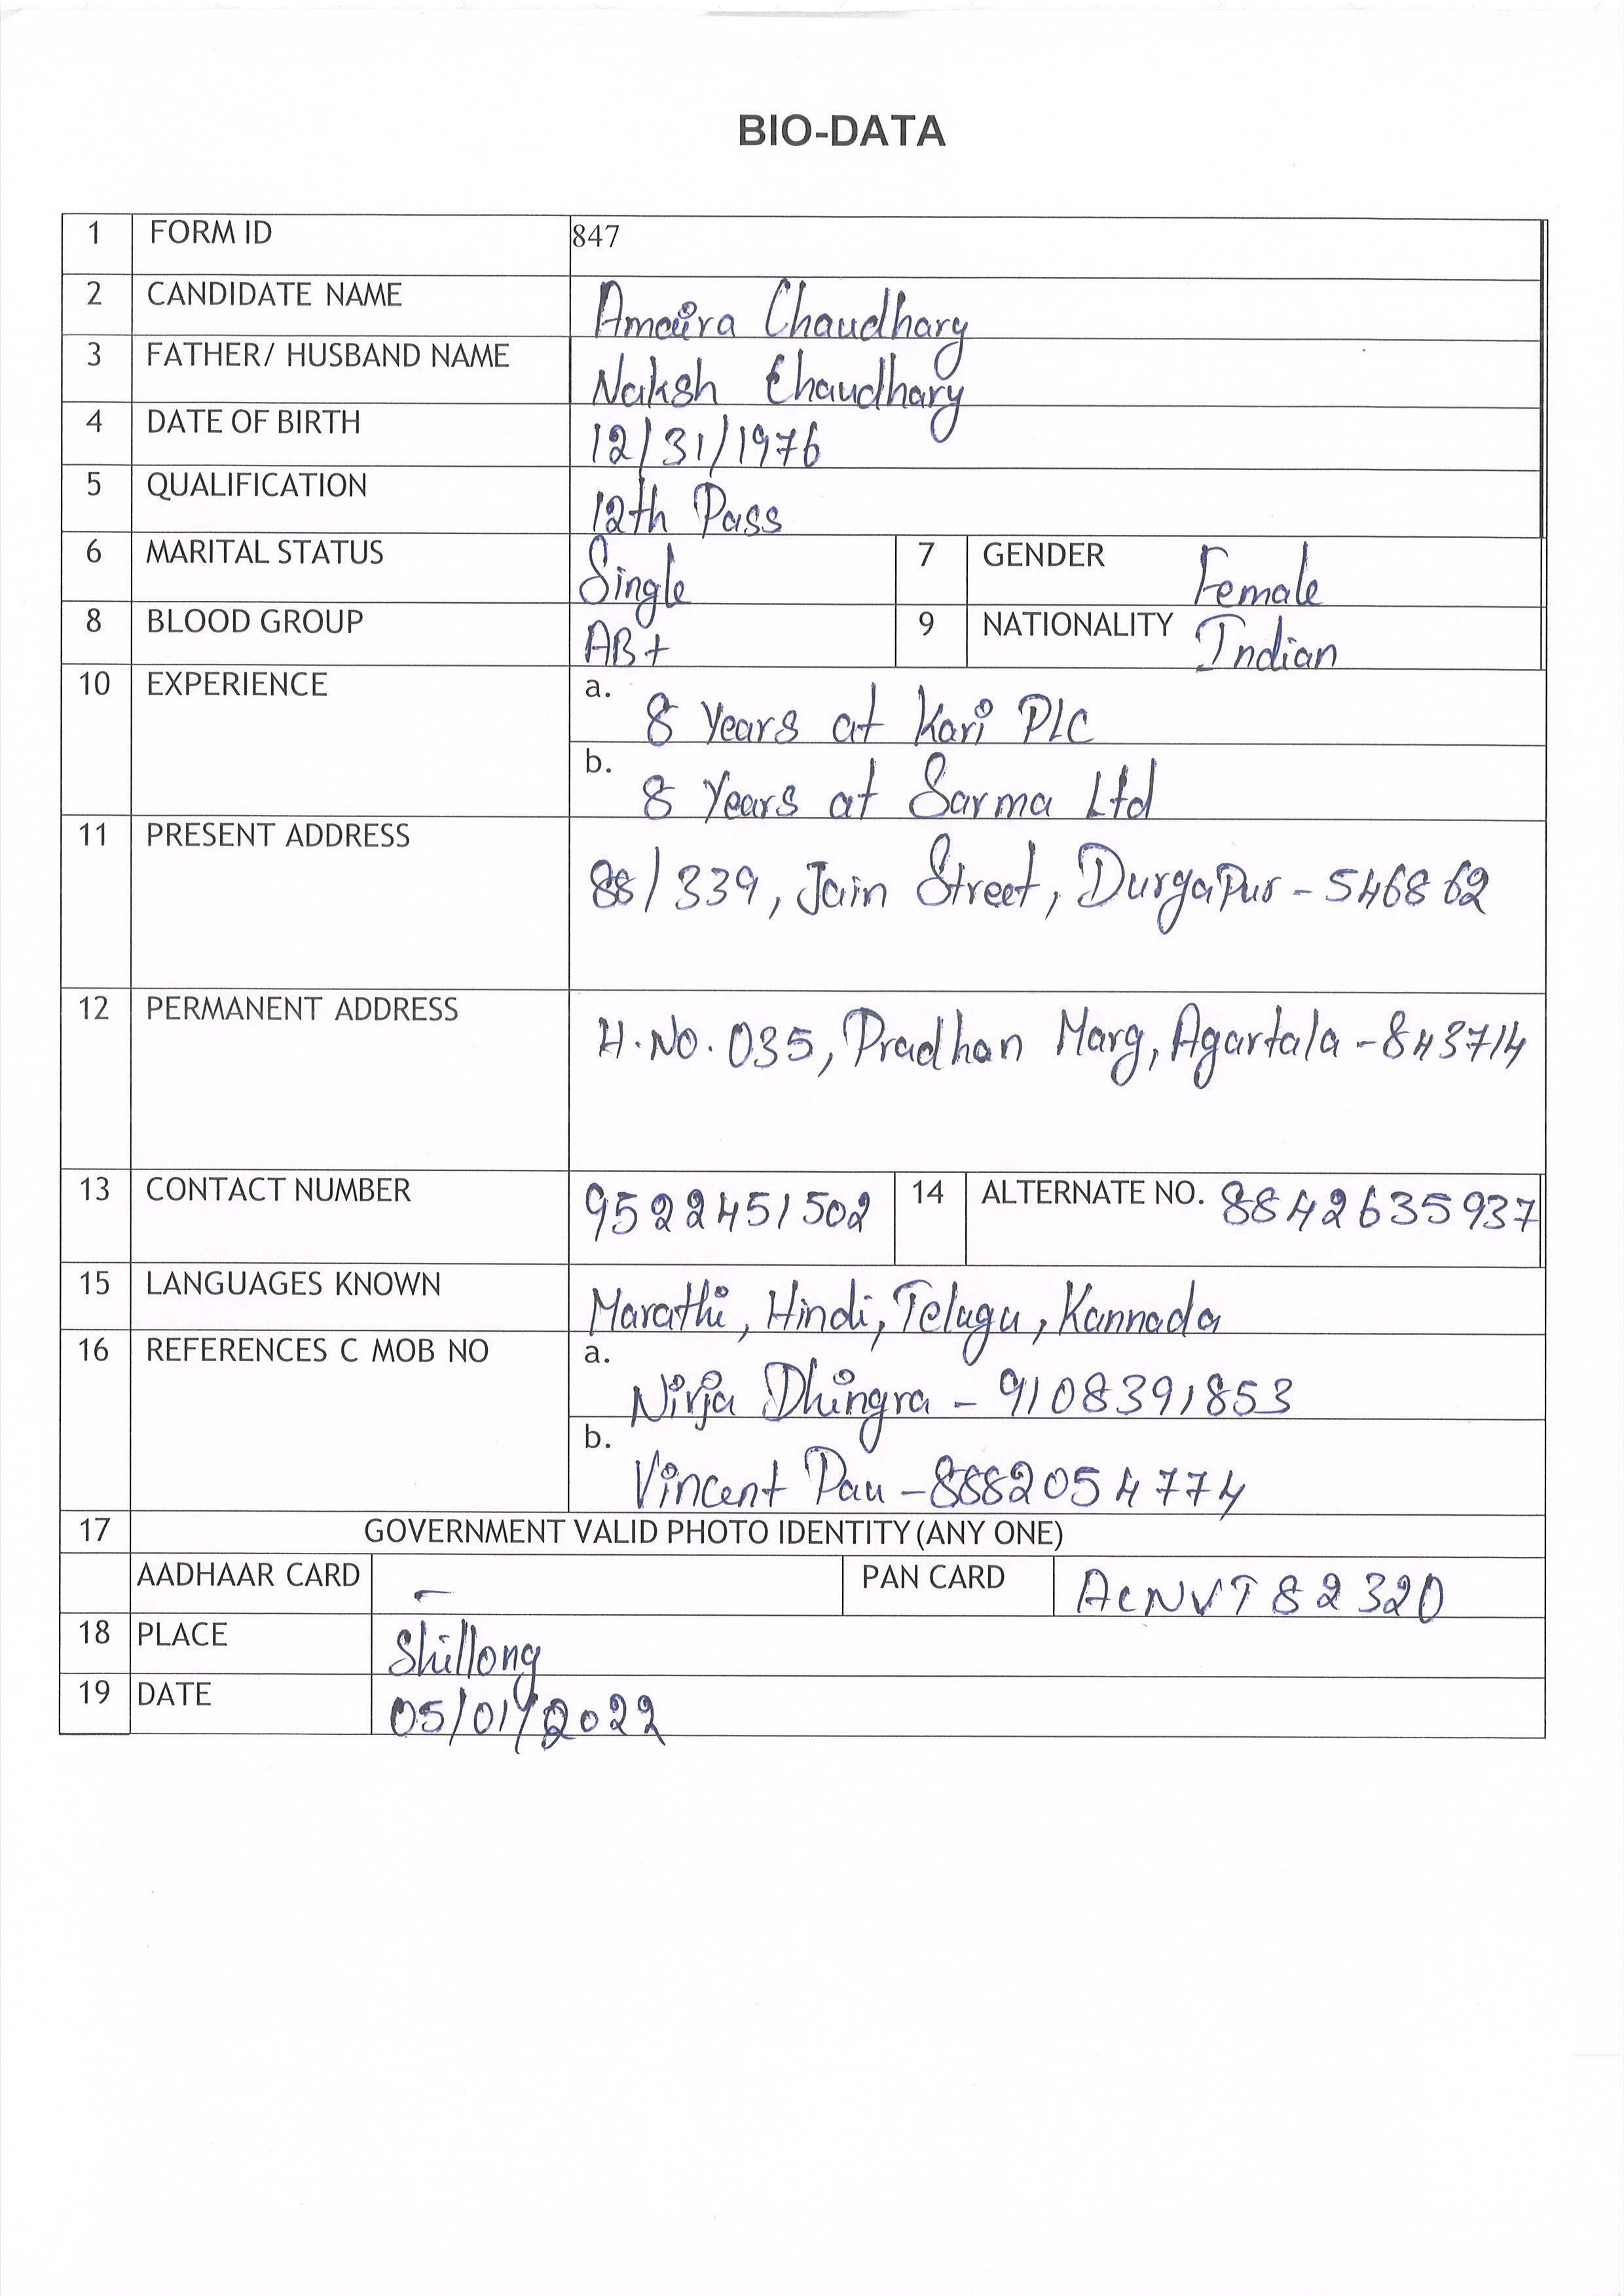 BIO-DATA
1 FORM ID 847
2 CANDIDATE NAME Amaira Chaudhary
3 FATHER/ HUSBAND NAME Naksh Chaudhary
4 DATE OF BIRTH 12/31/1976
5 QUALIFICATION 12th Pass
6 MARITAL STATUS Single 7 GENDER Female
8 BLOOD GROUP AB+ 9 NATIONALITY Indian
10 EXPERIENCE a. 8 Years at Kari PLC
b. 8 Years at Sarma Ltd
11 PRESENT ADDRESS 88/339, Jain Street, Durgapur - 546862
12 PERMANENT ADDRESS H.No. 035, Pradhan Marg, Agartala - 843714
13 CONTACT NUMBER 9522451502 14 ALTERNATE NO. 8842635937
15 LANGUAGES KNOWN Marathi, Hindi, Telugu, Kannada
16 REFERENCES C MOB NO a. Nirja Dhingra - 9108391853
b. Vincent Pau - 8882054774
17 GOVERNMENT VALID PHOTO IDENTITY (ANY ONE)
AADHAAR CARD - PAN CARD ACNVT82320
18 PLACE Shillong
19 DATE 05/01/2022